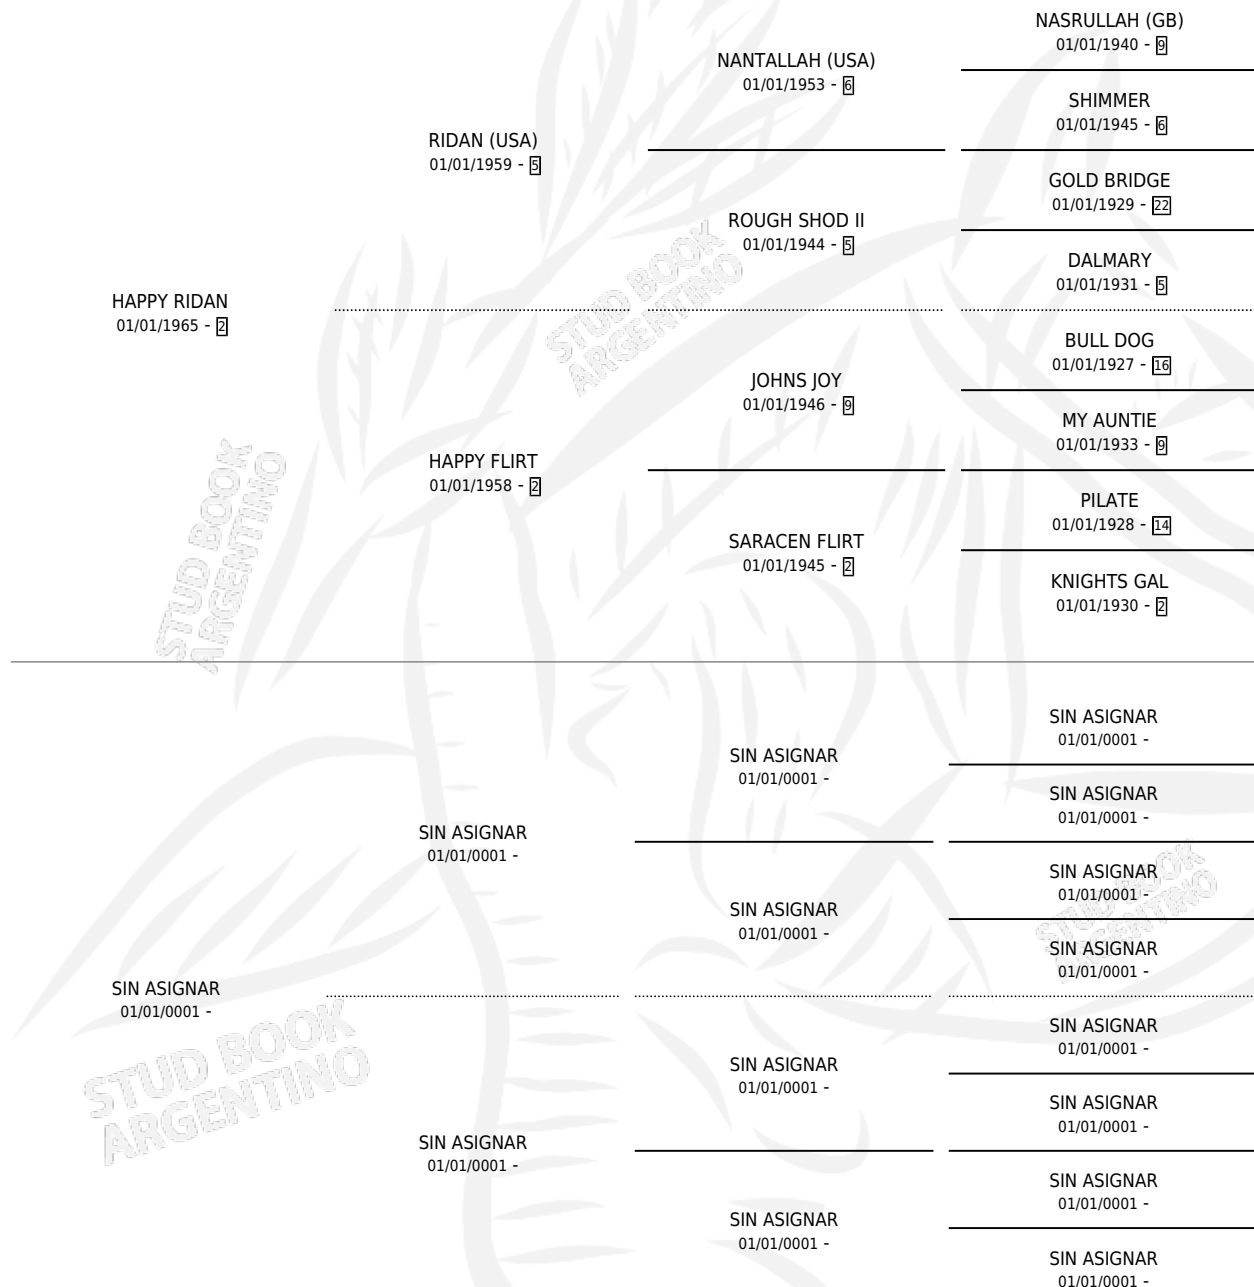 NASRULLAH (GB)
01/01/1940 - 9
NANTALLAH (USA)
01/01/1953 - 6
SHIMMER
01/01/1945 - 6
RIDAN (USA)
01/01/1959 - 5
GOLD BRIDGE
01/01/1929 - 22
ROUGH SHOD II
01/01/1944 - 5
DALMARY
01/01/1931 - 5
HAPPY RIDAN
01/01/1965 - 2
STUD BOOK
ARGENTINO
BULL DOG
01/01/1927 - 16
JOHNS JOY
01/01/1946 - 9
MY AUNTIE
01/01/1933 - 9
HAPPY FLIRT
01/01/1958 - 2
PILATE
01/01/1928 - 14
SARACEN FLIRT
01/01/1945 - 2
KNIGHTS GAL
01/01/1930 - 2
STUD BOOK
ARGENTINO
SIN ASIGNAR
01/01/0001 -
SIN ASIGNAR
01/01/0001 -
SIN ASIGNAR
01/01/0001 -
SIN ASIGNAR
01/01/0001 -
SIN ASIGNAR
01/01/0001 -
SIN ASIGNAR
01/01/0001 -
SIN ASIGNAR
01/01/0001 -
STUD BOOK
ARGENTINO
SIN ASIGNAR
01/01/0001 -
SIN ASIGNAR
01/01/0001 -
SIN ASIGNAR
01/01/0001 -
SIN ASIGNAR
01/01/0001 -
SIN ASIGNAR
01/01/0001 -
SIN ASIGNAR
01/01/0001 -
SIN ASIGNAR
01/01/0001 -
SIN ASIGNAR
01/01/0001 -
STUD BOOK
ARGENTINO